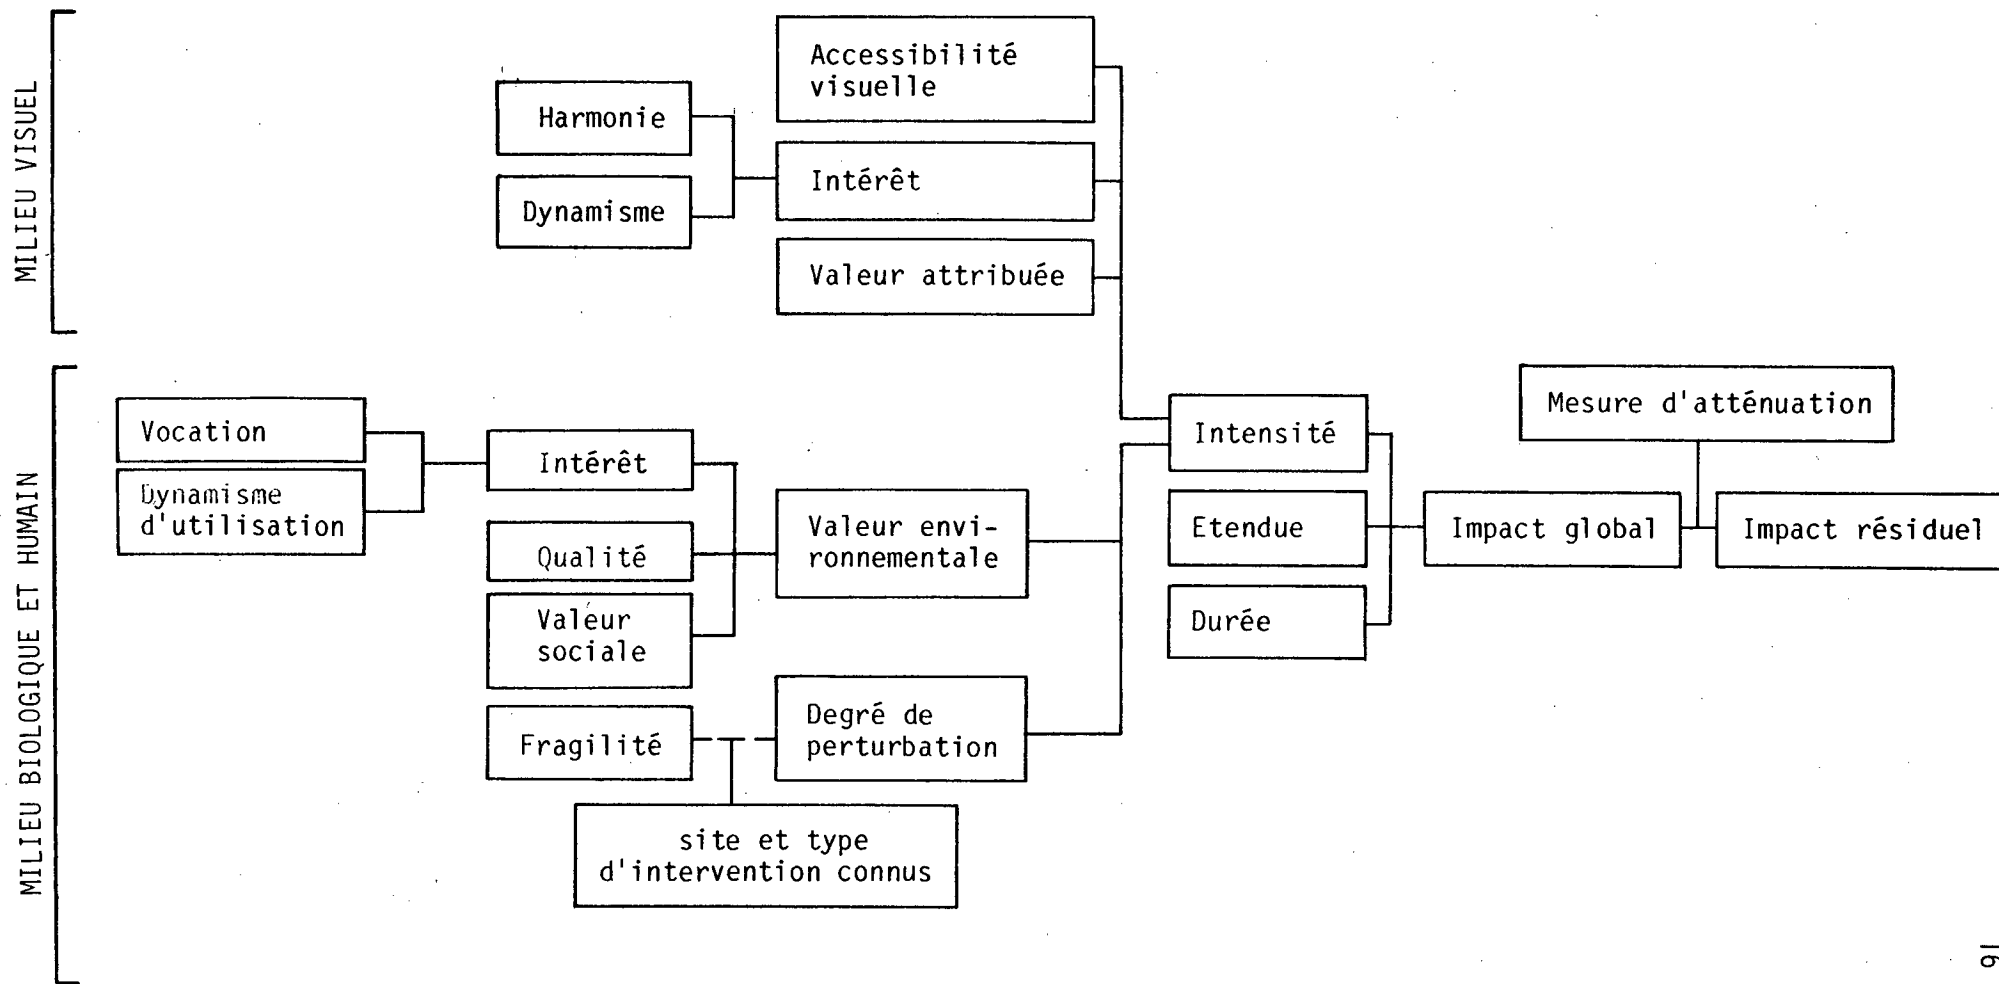 MILIEU VISUEL
Harmonie
Dynamisme
Accessibilité
visuelle
Intérêt
Valeur attribuée
MILIEU BIOLOGIQUE ET HUMAIN
Vocation
Dynamisme
d'utilisation
Intérêt
Qualité
Valeur
sociale
Fragilité
site et type
d'intervention connus
Valeur envi-
ronnementale
Degré de
perturbation
Intensité
Etendue
Durée
Impact global
Mesure d'atténuation
Impact résiduel
16